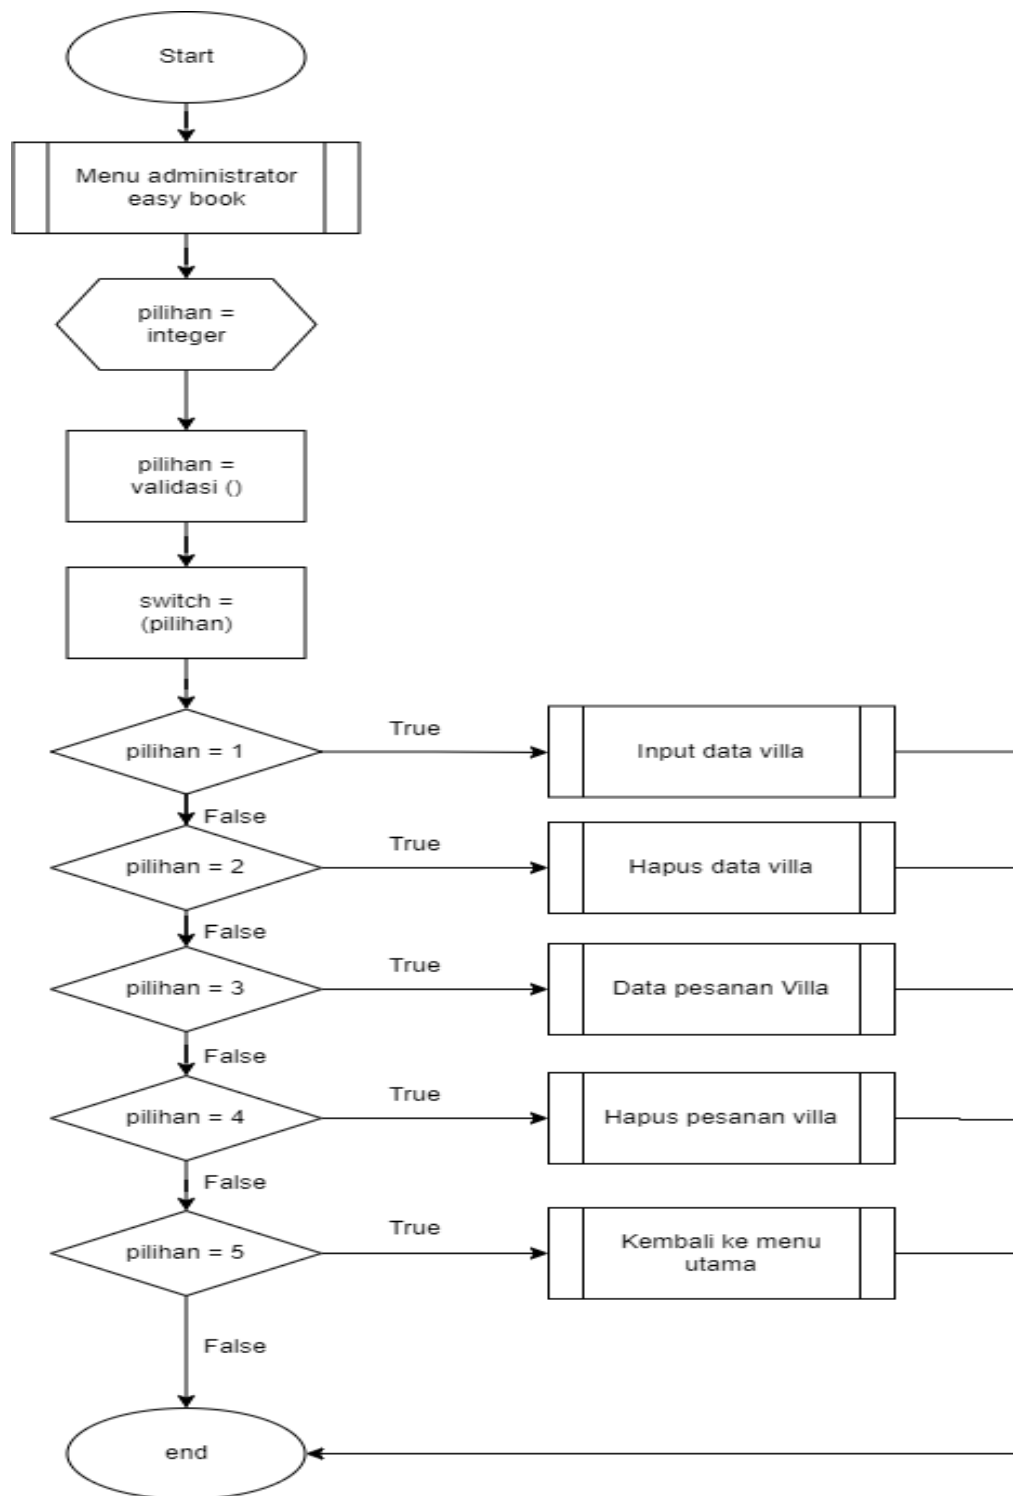 Start
Menu administrator
easy book
pilihan =
integer
pilihan =
validasi ()
switch =
(pilihan)
pilihan = 1
True
Input data villa
False
pilihan = 2
True
Hapus data villa
False
pilihan = 3
True
Data pesanan Villa
False
pilihan = 4
True
Hapus pesanan villa
False
pilihan = 5
True
Kembali ke menu
utama
False
end